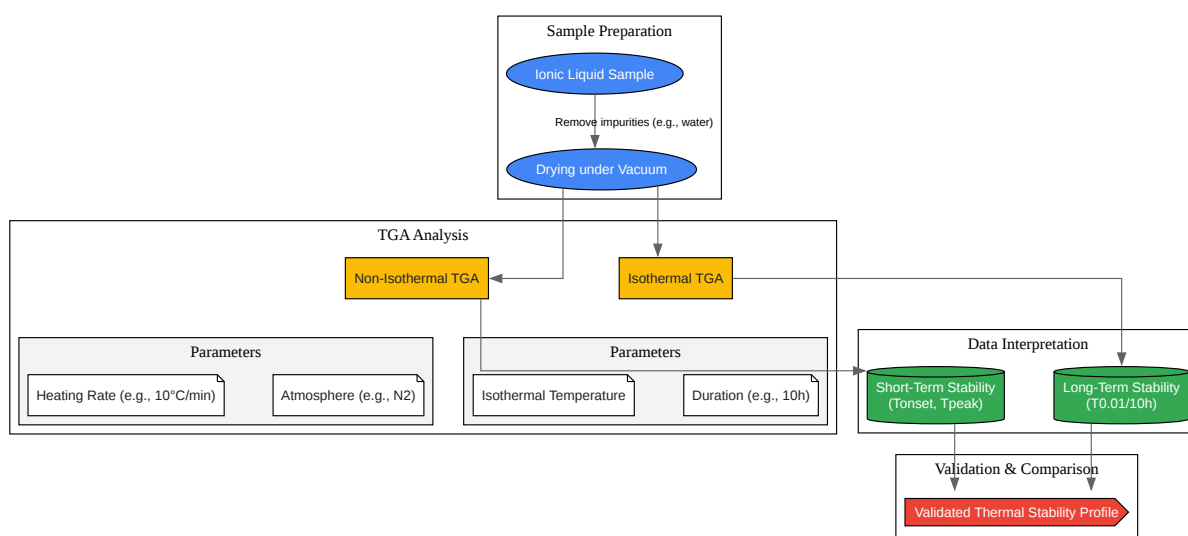 Sample Preparation
Ionic Liquid Sample
Remove impurities (e.g., water)
Drying under Vacuum
TGA Analysis
Non-Isothermal TGA
Isothermal TGA
Parameters
Heating Rate (e.g., 10°C/min)
Atmosphere (e.g., N2)
Parameters
Isothermal Temperature
Duration (e.g., 10h)
Data Interpretation
Short-Term Stability
(Tonset, Tpeak)
Long-Term Stability
(T0.01/10h)
Validation & Comparison
Validated Thermal Stability Profile